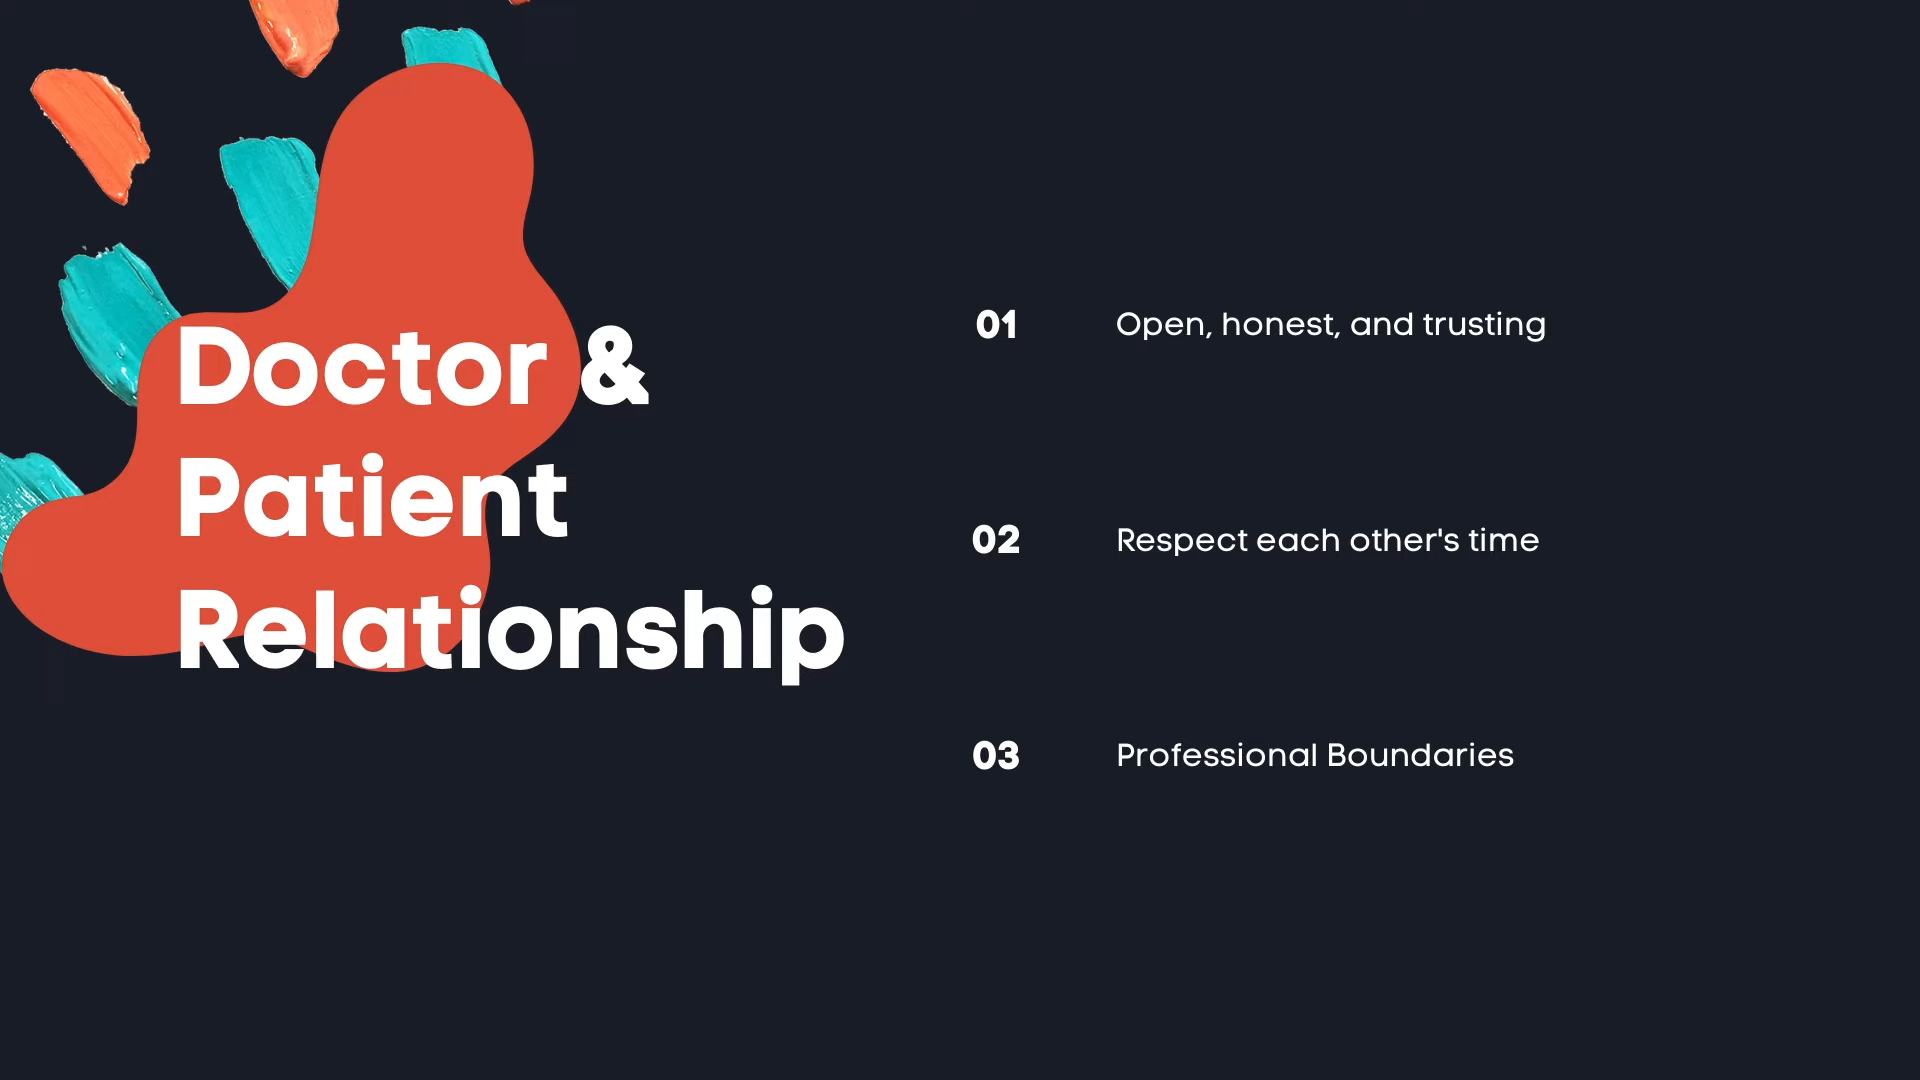 Doctor &
Patient
Relationship
01 Open, honest, and trusting
02 Respect each other's time
03 Professional Boundaries